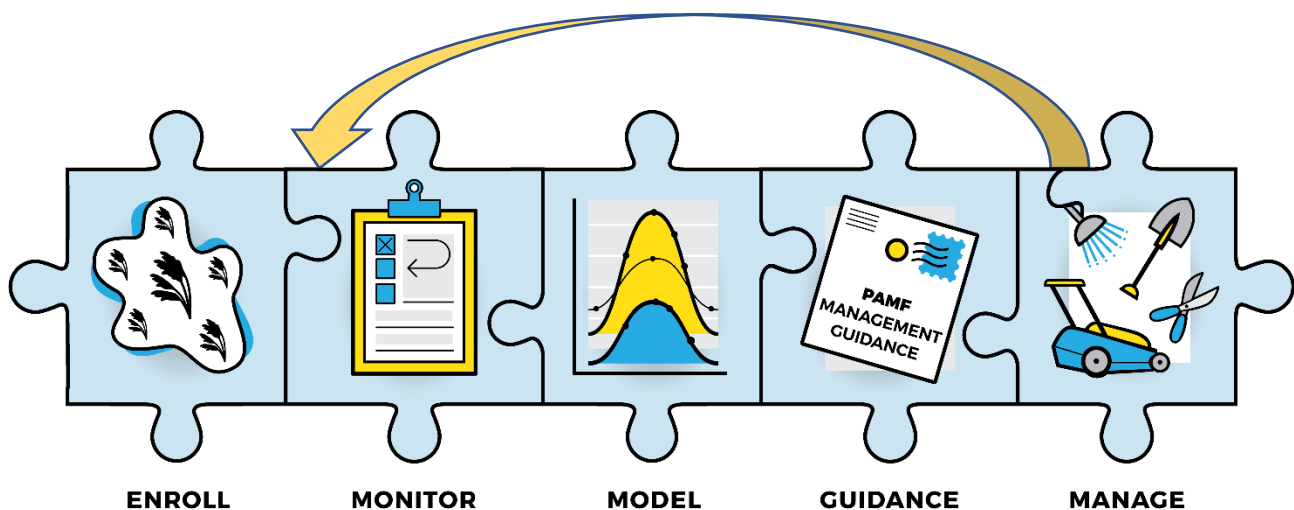 PAMF
MANAGEMENT
GUIDANCE
ENROLL
MONITOR
MODEL
GUIDANCE
MANAGE